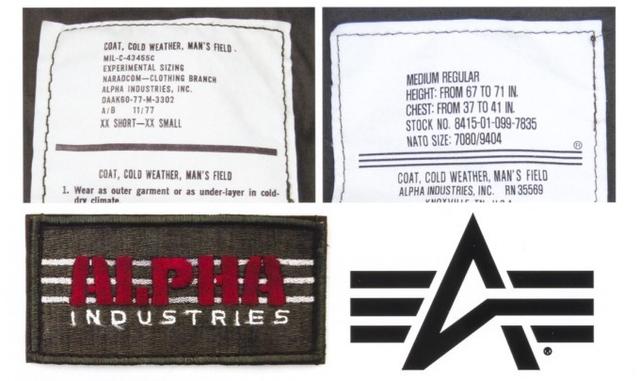 COAT, COLD WEATHER, MAN'S FIELD.
MIL-C-43455C
EXPERIMENTAL SIZING
NARADCOM—CLOTHING BRANCH
ALPHA INDUSTRIES, INC.
DAAK60-77-M-3302
A/B 11/77
XX SHORT—XX SMALL
COAT, COLD WEATHER, MAN'S FIELD
1. Wear as outer garment or as under-layer in cold-
dry climate.
MEDIUM REGULAR
HEIGHT: FROM 67 TO 71 IN.
CHEST: FROM 37 TO 41 IN.
STOCK NO. 8415-01-099-7835
NATO SIZE: 7080/9404
®
COAT, COLD WEATHER, MAN'S FIELD
ALPHA INDUSTRIES, INC. RN 35569
KNOXVILLE TN U.S.A.
ALPHA
INDUSTRIES
®